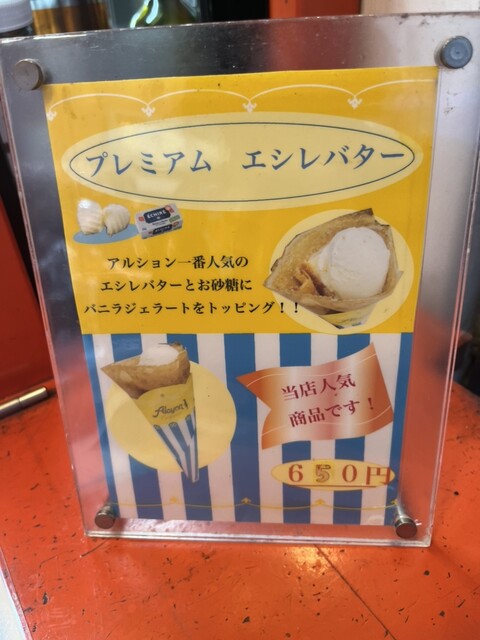 プレミアム　エシレバター
ECHIRE
アルション一番人気の
エシレバターとお砂糖に
バニラジェラートをトッピング！！
当店人気
商品です！
６５０円